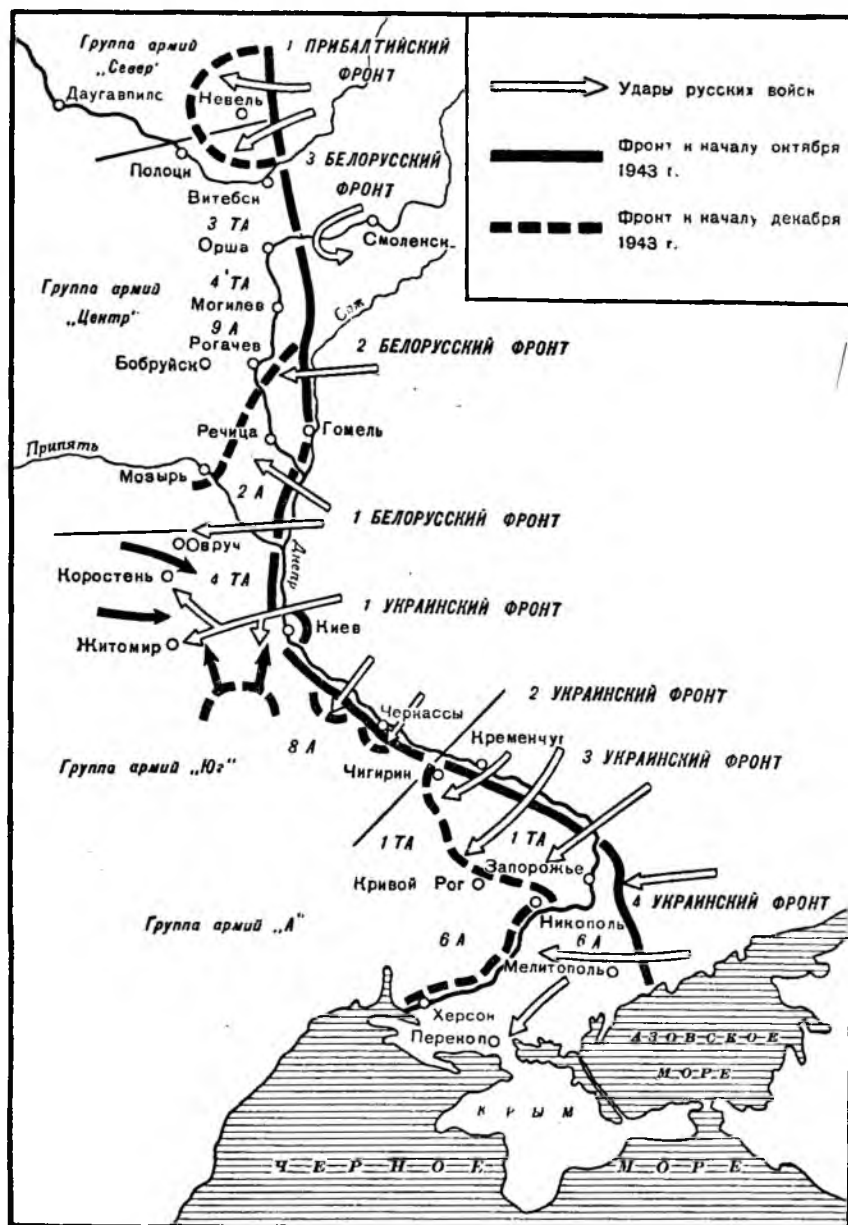 Группа армий
„Север"
Даугавпилс
Невель
1 ПРИБАЛТИЙСКИЙ
ФРОНТ
Полоцк
Витебск
3 БЕЛОРУССКИЙ
ФРОНТ
3 ТА
Орша
Смоленск
4 ТА
Группа армий
„Центр"
Могилев
9 А
Рогачев
Бобруйск
Сож
2 БЕЛОРУССКИЙ ФРОНТ
Речица
Гомель
Припять
Мозырь
2 А
1 БЕЛОРУССКИЙ ФРОНТ
Овруч
Днепр
Коростень
4 ТА
1 УКРАИНСКИЙ ФРОНТ
Киев
Житомир
2 УКРАИНСКИЙ ФРОНТ
Черкассы
8 А
Кременчуг
Группа армий „Юг"
Чигирин
3 УКРАИНСКИЙ ФРОНТ
1 ТА
1 ТА
Запорожье
Кривой Рог
4 УКРАИНСКИЙ ФРОНТ
Группа армий „А"
Никополь
6 А
6 А
Мелитополь
Херсон
Перекоп
АЗОВСКОЕ
МОРЕ
КРЫМ
ЧЕРНОЕ МОРЕ
Удары русских войск
Фронт к началу октября
1943 г.
Фронт к началу декабря
1943 г.